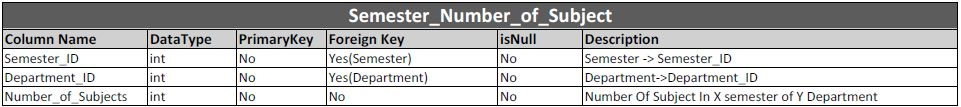 Semester_Number_of_Subject
Column Name DataType PrimaryKey Foreign Key isNull Description
Semester_ID int No Yes(Semester) No Semester -> Semester_ID
Department_ID int No Yes(Department) No Department->Department_ID
Number_of_Subjects int No No No Number Of Subject In X semester of Y Department